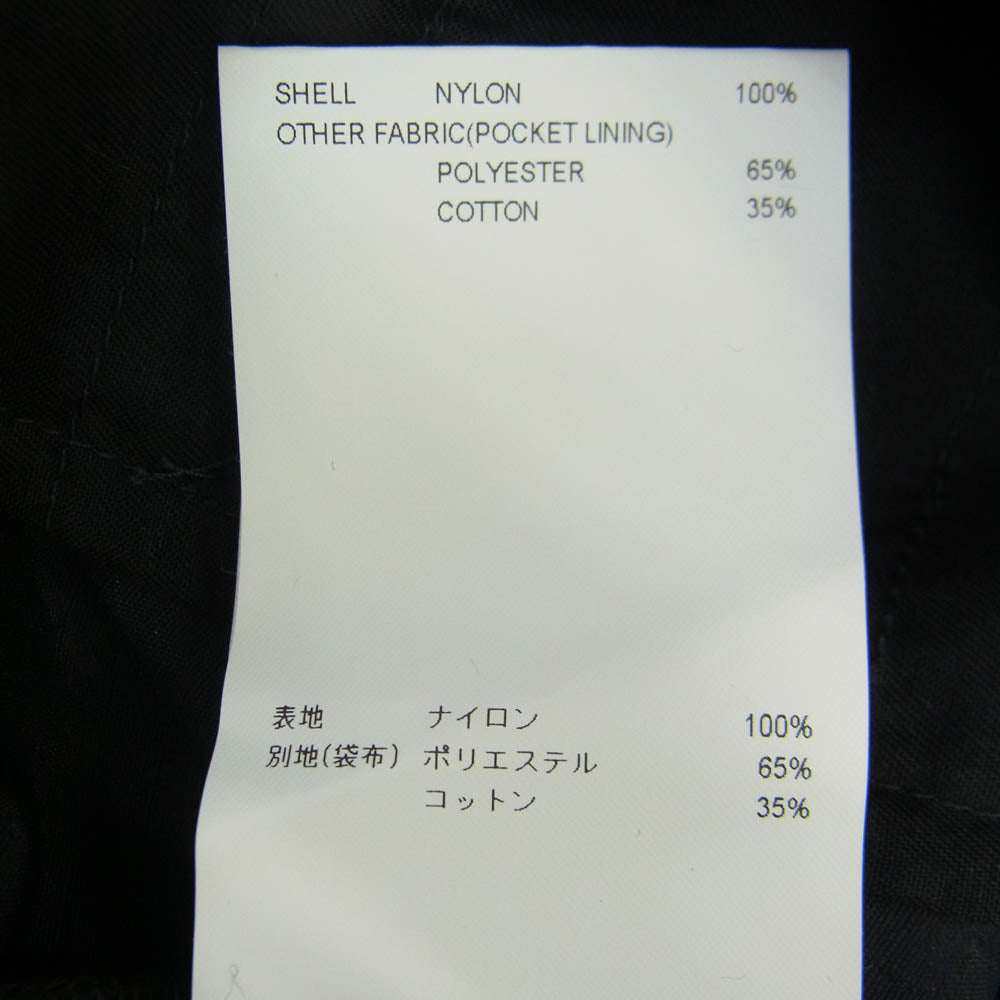 SHELL NYLON 100%
OTHER FABRIC(POCKET LINING)
POLYESTER 65%
COTTON 35%
表地 ナイロン 100%
別地(袋布) ポリエステル 65%
コットン 35%